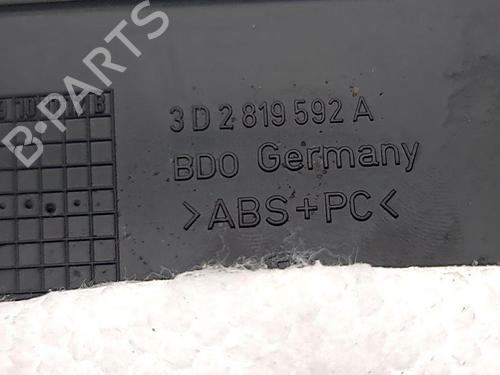 3D2 819 592 A
BDO Germany
>ABS+PC<
B-PARTS